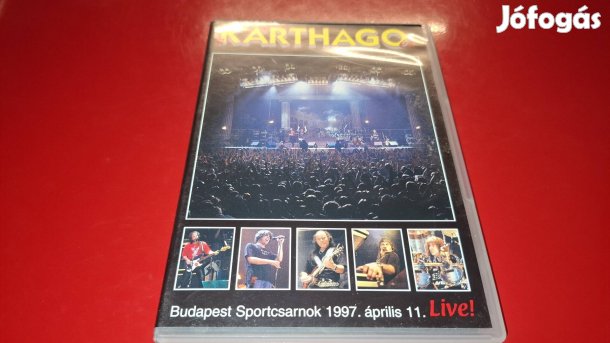 Jófogás
KARTHAGO
Budapest Sportcsarnok 1997. április 11. Live!